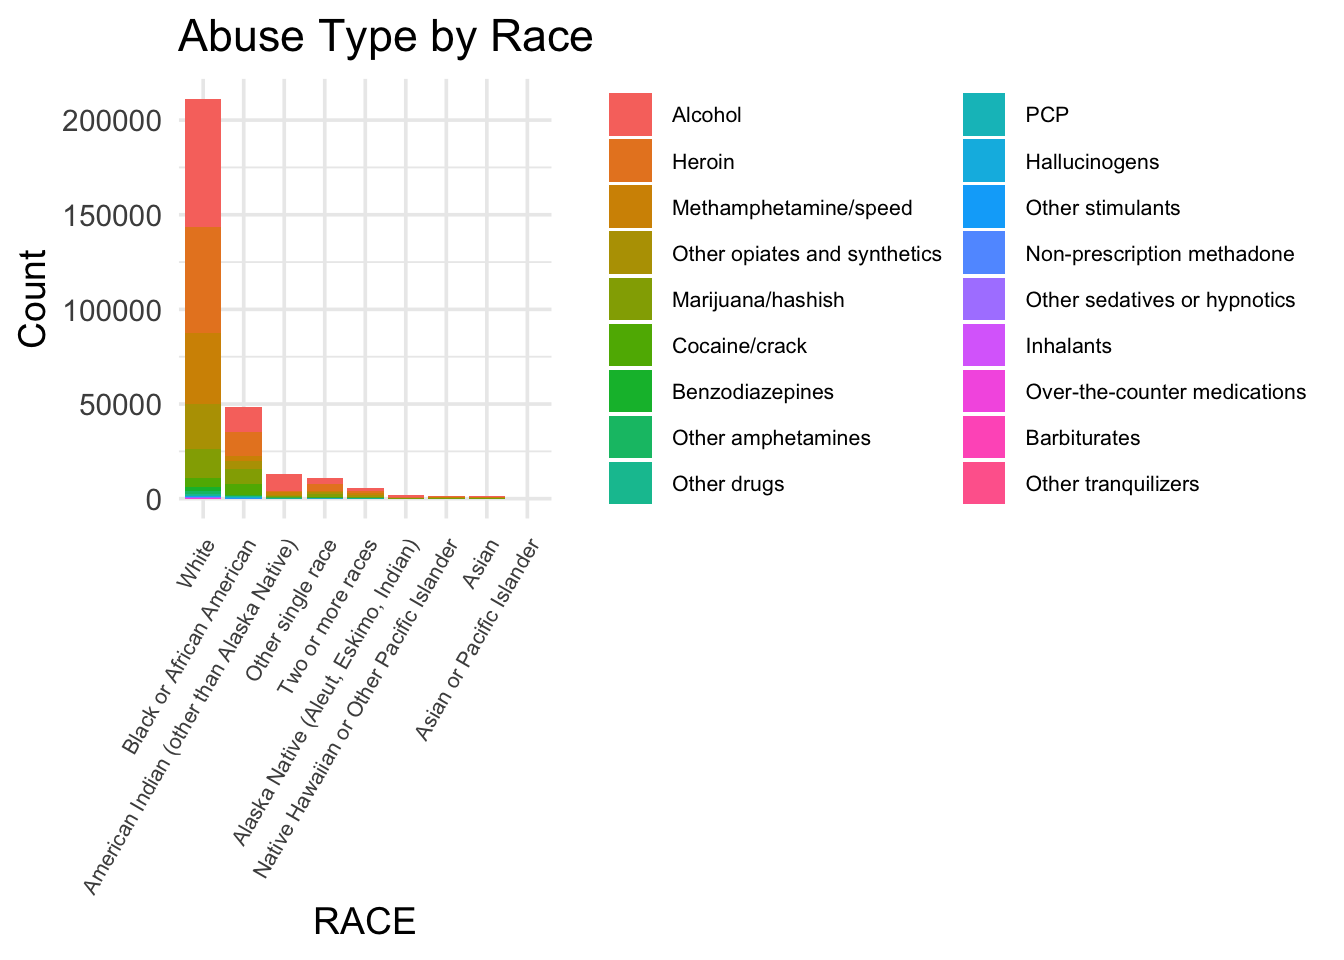 Abuse Type by Race
Count
200000
150000
100000
50000
0
White
Black or African American
American Indian (other than Alaska Native)
Other single race
Two or more races
Alaska Native (Aleut, Eskimo, Indian)
Native Hawaiian or Other Pacific Islander
Asian
Asian or Pacific Islander
RACE
Alcohol
Heroin
Methamphetamine/speed
Other opiates and synthetics
Marijuana/hashish
Cocaine/crack
Benzodiazepines
Other amphetamines
Other drugs
PCP
Hallucinogens
Other stimulants
Non-prescription methadone
Other sedatives or hypnotics
Inhalants
Over-the-counter medications
Barbiturates
Other tranquilizers